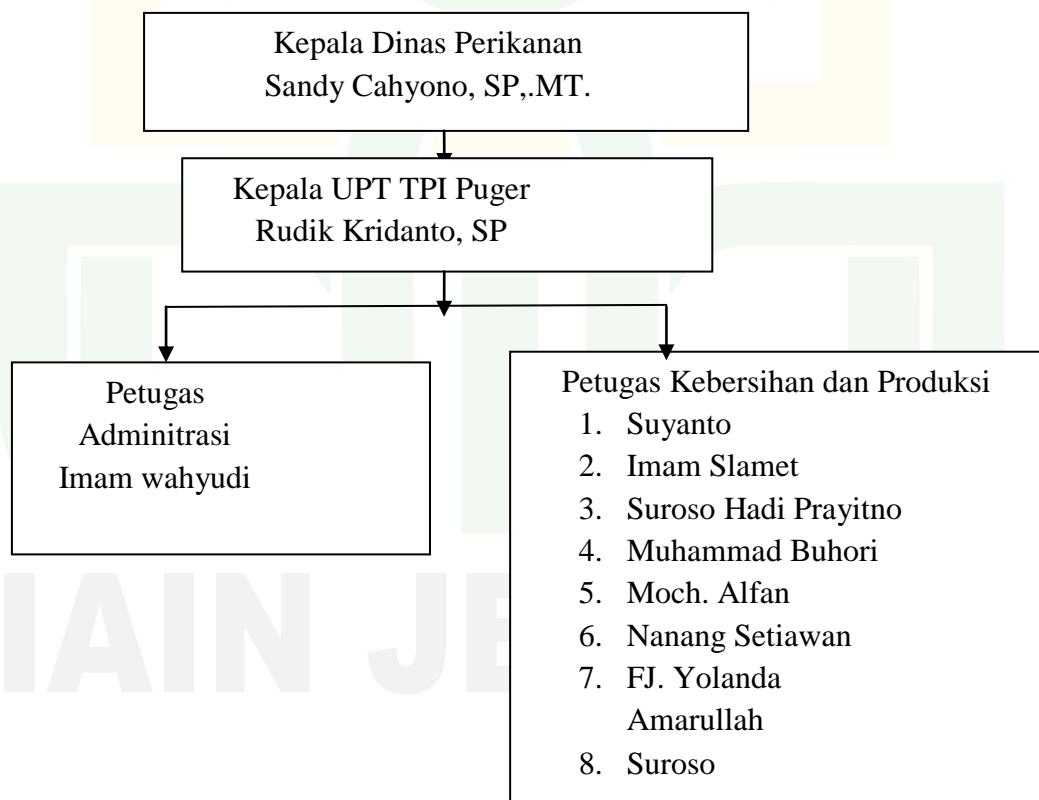 Kepala Dinas Perikanan
Sandy Cahyono, SP,.MT.
Kepala UPT TPI Puger
Rudik Kridanto, SP
Petugas
Adminitrasi
Imam wahyudi
Petugas Kebersihan dan Produksi
1. Suyanto
2. Imam Slamet
3. Suroso Hadi Prayitno
4. Muhammad Buhori
5. Moch. Alfan
6. Nanang Setiawan
7. FJ. Yolanda
Amarullah
8. Suroso
IAIN JE